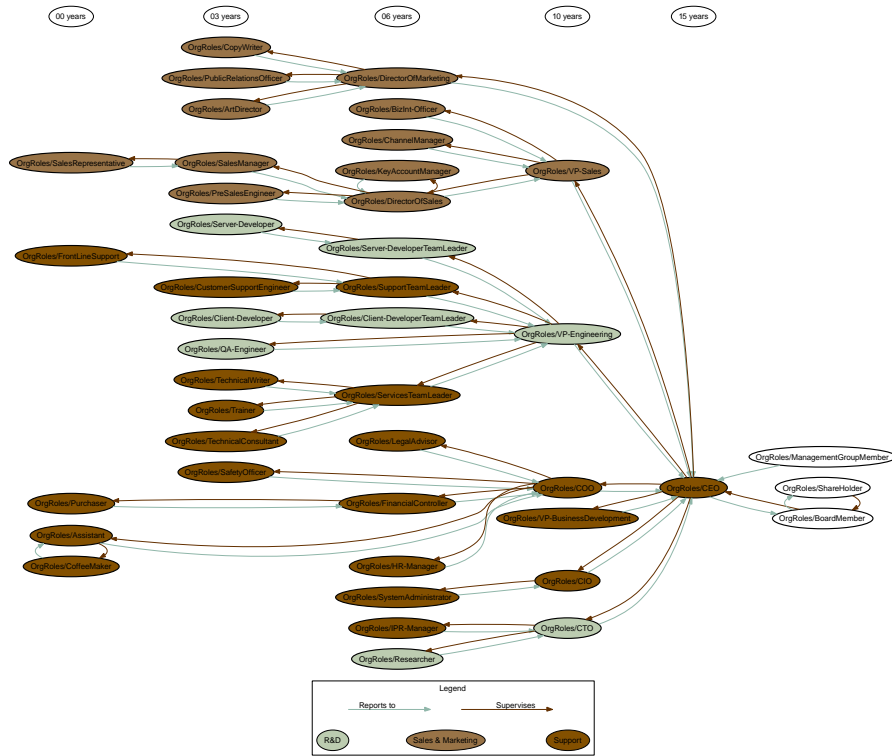 00 years
03 years
06 years
10 years
15 years
OrgRoles/CopyWriter
OrgRoles/PublicRelationsOfficer
OrgRoles/DirectorOfMarketing
OrgRoles/ArtDirector
OrgRoles/BizInt-Officer
OrgRoles/ChannelManager
OrgRoles/SalesRepresentative
OrgRoles/SalesManager
OrgRoles/KeyAccountManager
OrgRoles/VP-Sales
OrgRoles/PreSalesEngineer
OrgRoles/DirectorOfSales
OrgRoles/Server-Developer
OrgRoles/Server-DeveloperTeamLeader
OrgRoles/FrontLineSupport
OrgRoles/CustomerSupportEngineer
OrgRoles/SupportTeamLeader
OrgRoles/Client-Developer
OrgRoles/Client-DeveloperTeamLeader
OrgRoles/VP-Engineering
OrgRoles/QA-Engineer
OrgRoles/TechnicalWriter
OrgRoles/ServicesTeamLeader
OrgRoles/Trainer
OrgRoles/TechnicalConsultant
OrgRoles/LegalAdvisor
OrgRoles/ManagementGroupMember
OrgRoles/SafetyOfficer
OrgRoles/COO
OrgRoles/CEO
OrgRoles/ShareHolder
OrgRoles/Purchaser
OrgRoles/FinancialController
OrgRoles/VP-BusinessDevelopment
OrgRoles/BoardMember
OrgRoles/Assistant
OrgRoles/CoffeeMaker
OrgRoles/HR-Manager
OrgRoles/CIO
OrgRoles/SystemAdministrator
OrgRoles/IPR-Manager
OrgRoles/CTO
OrgRoles/Researcher
Legend
Reports to
Supervises
R&D
Sales & Marketing
Support